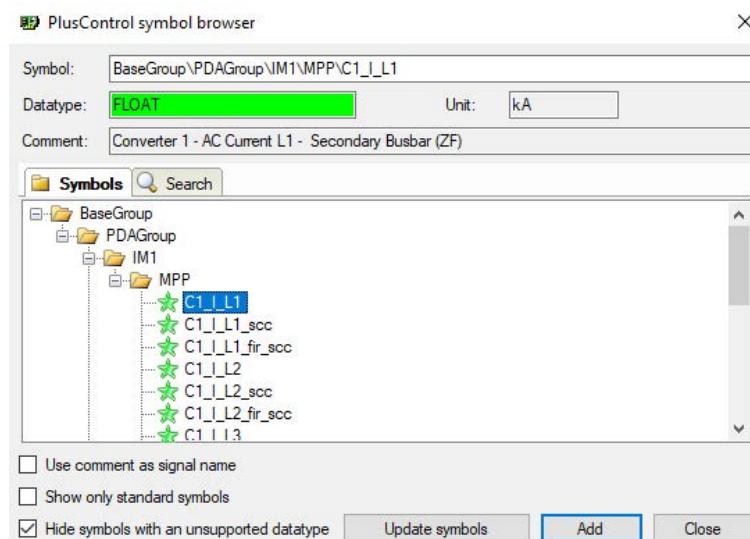 PlusControl symbol browser
Symbol: BaseGroup\PDAGroup\IM1\MPP\C1_I_L1
Datatype: FLOAT Unit: kA
Comment: Converter 1 - AC Current L1 - Secondary Busbar (ZF)
Symbols Search
BaseGroup
PDAGroup
IM1
MPP
C1_I_L1
C1_I_L1_scc
C1_I_L1_fir_scc
C1_I_L2
C1_I_L2_scc
C1_I_L2_fir_scc
C1_I_L3
Use comment as signal name
Show only standard symbols
Hide symbols with an unsupported datatype Update symbols Add Close